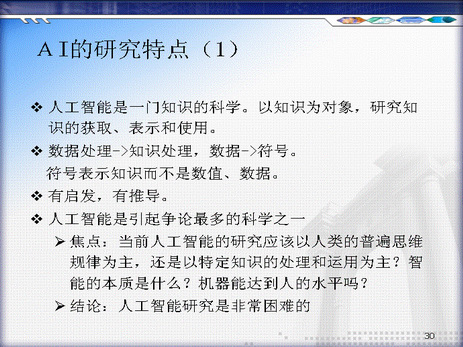 AI的研究特点（1）
❖ 人工智能是一门知识的科学。以知识为对象，研究知
识的获取、表示和使用。
❖ 数据处理->知识处理，数据->符号。
符号表示知识而不是数值、数据。
❖ 有启发，有推导。
❖ 人工智能是引起争论最多的科学之一
➢ 焦点：当前人工智能的研究应该以人类的普遍思维
规律为主，还是以特定知识的处理和运用为主？智
能的本质是什么？机器能达到人的水平吗？
➢ 结论：人工智能研究是非常困难的
30